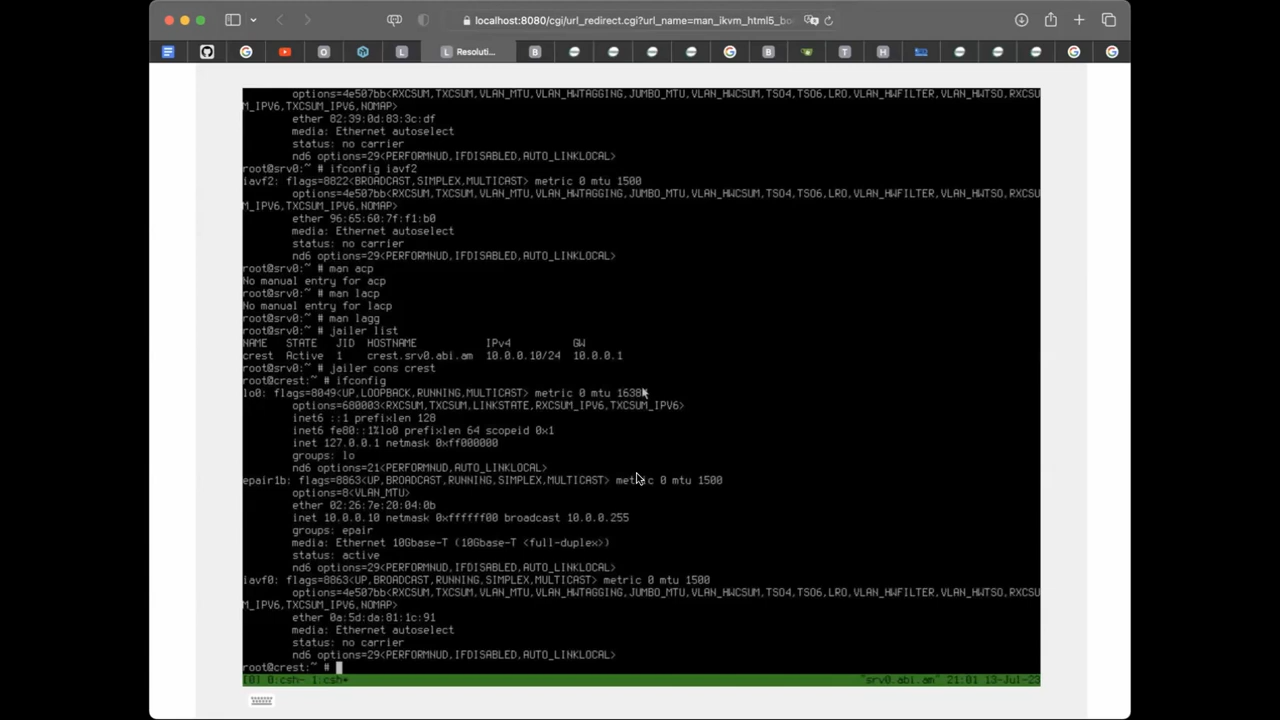 localhost:8080/cgi/url_redirect.cgi?url_name=man_ikvm_html5_bo
L Resoluti...
options=4e507bb<RXCSUM,TXCSUM,VLAN_MTU,VLAN_HWTAGGING,JUMBO_MTU,VLAN_HWCSUM,TSO4,TSO6,LRO,VLAN_HWFILTER,VLAN_HWTSO,RXCSU
M_IPV6,TXCSUM_IPV6,NOMAP>
ether 82:39:0d:83:3c:df
media: Ethernet autoselect
status: no carrier
nd6 options=29<PERFORMNUD,IFDISABLED,AUTO_LINKLOCAL>
root@srv0:~ # ifconfig iavf2
iavf2: flags=8822<BROADCAST,SIMPLEX,MULTICAST> metric 0 mtu 1500
options=4e507bb<RXCSUM,TXCSUM,VLAN_MTU,VLAN_HWTAGGING,JUMBO_MTU,VLAN_HWCSUM,TSO4,TSO6,LRO,VLAN_HWFILTER,VLAN_HWTSO,RXCSU
M_IPV6,TXCSUM_IPV6,NOMAP>
ether 96:65:60:7f:f1:b0
media: Ethernet autoselect
status: no carrier
nd6 options=29<PERFORMNUD,IFDISABLED,AUTO_LINKLOCAL>
root@srv0:~ # man acp
No manual entry for acp
root@srv0:~ # man lacp
No manual entry for lacp
root@srv0:~ # man lagg
root@srv0:~ # jailer list
NAME STATE JID HOSTNAME IPv4 GW
crest Active 1 crest.srv0.abi.am 10.0.0.10/24 10.0.0.1
root@srv0:~ # jailer cons crest
root@crest:~ # ifconfig
lo0: flags=8049<UP,LOOPBACK,RUNNING,MULTICAST> metric 0 mtu 1638
options=680003<RXCSUM,TXCSUM,LINKSTATE,RXCSUM_IPV6,TXCSUM_IPV6>
inet6 ::1 prefixlen 128
inet6 fe80::1%lo0 prefixlen 64 scopeid 0x1
inet 127.0.0.1 netmask 0xff000000
groups: lo
nd6 options=21<PERFORMNUD,AUTO_LINKLOCAL>
epair1b: flags=8863<UP,BROADCAST,RUNNING,SIMPLEX,MULTICAST> metric 0 mtu 1500
options=8<VLAN_MTU>
ether 02:26:7e:20:04:0b
inet 10.0.0.10 netmask 0xffffff00 broadcast 10.0.0.255
groups: epair
media: Ethernet 10Gbase-T (10Gbase-T <full-duplex>)
status: active
nd6 options=29<PERFORMNUD,IFDISABLED,AUTO_LINKLOCAL>
iavf0: flags=8863<UP,BROADCAST,RUNNING,SIMPLEX,MULTICAST> metric 0 mtu 1500
options=4e507bb<RXCSUM,TXCSUM,VLAN_MTU,VLAN_HWTAGGING,JUMBO_MTU,VLAN_HWCSUM,TSO4,TSO6,LRO,VLAN_HWFILTER,VLAN_HWTSO,RXCSU
M_IPV6,TXCSUM_IPV6,NOMAP>
ether 0a:5d:da:81:1c:91
media: Ethernet autoselect
status: no carrier
nd6 options=29<PERFORMNUD,IFDISABLED,AUTO_LINKLOCAL>
root@crest:~ #
[0] 0:csh- 1:csh* "srv0.abi.am" 21:01 13-Jul-23